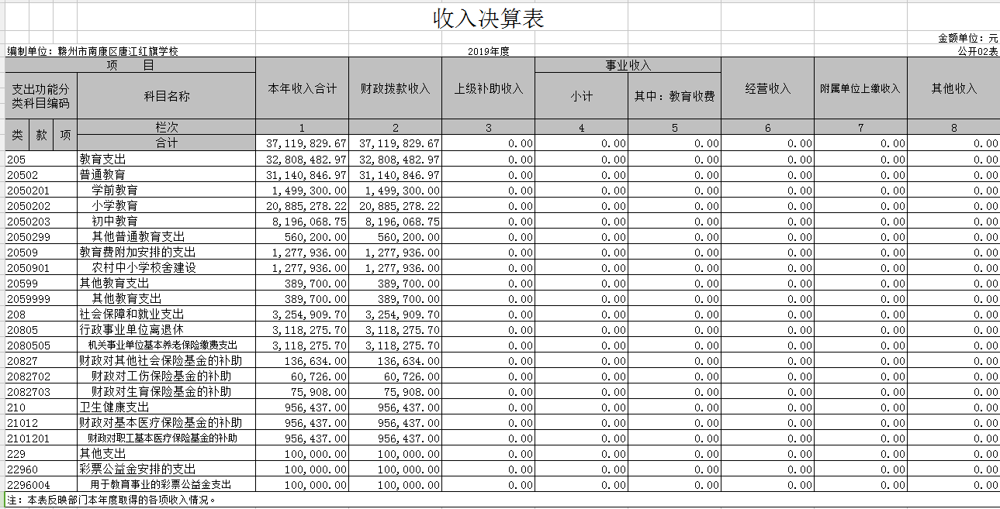 收入决算表
金额单位：元
编制单位：赣州市南康区唐江红旗学校 2019年度 公开02表
项 目 本年收入合计 财政拨款收入 上级补助收入 事业收入 经营收入 附属单位上缴收入 其他收入
支出功能分类科目编码 科目名称 小计 其中：教育收费
类 款 项 栏次 1 2 3 4 5 6 7 8
合计 37,119,829.67 37,119,829.67 0.00 0.00 0.00 0.00 0.00 0.00
205 教育支出 32,808,482.97 32,808,482.97 0.00 0.00 0.00 0.00 0.00 0.00
20502 普通教育 31,140,846.97 31,140,846.97 0.00 0.00 0.00 0.00 0.00 0.00
2050201 学前教育 1,499,300.00 1,499,300.00 0.00 0.00 0.00 0.00 0.00 0.00
2050202 小学教育 20,885,278.22 20,885,278.22 0.00 0.00 0.00 0.00 0.00 0.00
2050203 初中教育 8,196,068.75 8,196,068.75 0.00 0.00 0.00 0.00 0.00 0.00
2050299 其他普通教育支出 560,200.00 560,200.00 0.00 0.00 0.00 0.00 0.00 0.00
20509 教育费附加安排的支出 1,277,936.00 1,277,936.00 0.00 0.00 0.00 0.00 0.00 0.00
2050901 农村中小学校舍建设 1,277,936.00 1,277,936.00 0.00 0.00 0.00 0.00 0.00 0.00
20599 其他教育支出 389,700.00 389,700.00 0.00 0.00 0.00 0.00 0.00 0.00
2059999 其他教育支出 389,700.00 389,700.00 0.00 0.00 0.00 0.00 0.00 0.00
208 社会保障和就业支出 3,254,909.70 3,254,909.70 0.00 0.00 0.00 0.00 0.00 0.00
20805 行政事业单位离退休 3,118,275.70 3,118,275.70 0.00 0.00 0.00 0.00 0.00 0.00
2080505 机关事业单位基本养老保险缴费支出 3,118,275.70 3,118,275.70 0.00 0.00 0.00 0.00 0.00 0.00
20827 财政对其他社会保险基金的补助 136,634.00 136,634.00 0.00 0.00 0.00 0.00 0.00 0.00
2082702 财政对工伤保险基金的补助 60,726.00 60,726.00 0.00 0.00 0.00 0.00 0.00 0.00
2082703 财政对生育保险基金的补助 75,908.00 75,908.00 0.00 0.00 0.00 0.00 0.00 0.00
210 卫生健康支出 956,437.00 956,437.00 0.00 0.00 0.00 0.00 0.00 0.00
21012 财政对基本医疗保险基金的补助 956,437.00 956,437.00 0.00 0.00 0.00 0.00 0.00 0.00
2101201 财政对职工基本医疗保险基金的补助 956,437.00 956,437.00 0.00 0.00 0.00 0.00 0.00 0.00
229 其他支出 100,000.00 100,000.00 0.00 0.00 0.00 0.00 0.00 0.00
22960 彩票公益金安排的支出 100,000.00 100,000.00 0.00 0.00 0.00 0.00 0.00 0.00
2296004 用于教育事业的彩票公益金支出 100,000.00 100,000.00 0.00 0.00 0.00 0.00 0.00 0.00
注：本表反映部门本年度取得的各项收入情况。